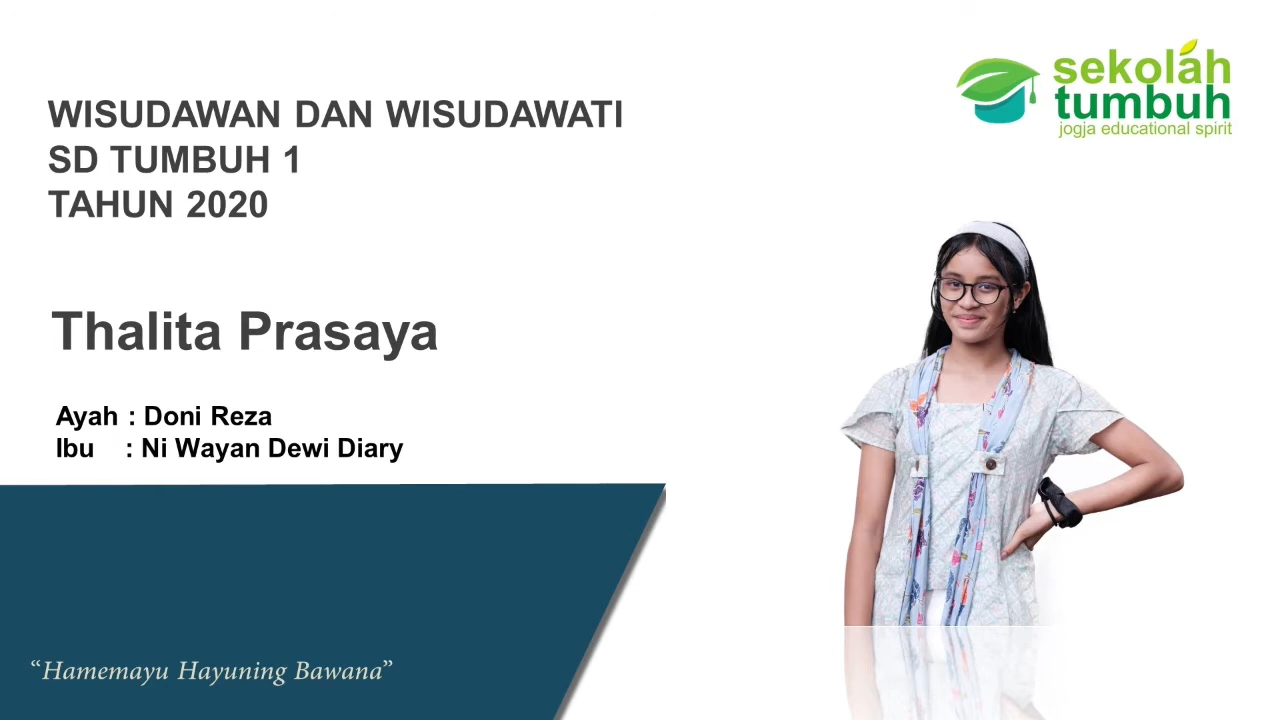 WISUDAWAN DAN WISUDAWATI
SD TUMBUH 1
TAHUN 2020
sekolah
tumbuh
jogja educational spirit
Thalita Prasaya
Ayah : Doni Reza
Ibu : Ni Wayan Dewi Diary
“Hamemayu Hayuning Bawana”